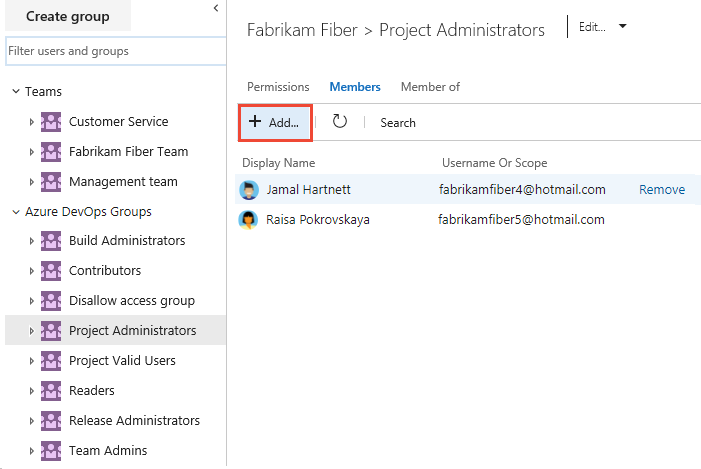 Create group
Filter users and groups
Teams
Customer Service
Fabrikam Fiber Team
Management team
Azure DevOps Groups
Build Administrators
Contributors
Disallow access group
Project Administrators
Project Valid Users
Readers
Release Administrators
Team Admins
Fabrikam Fiber > Project Administrators
Edit...
Permissions Members Member of
+ Add... Search
Display Name Username Or Scope
Jamal Hartnett fabrikamfiber4@hotmail.com Remove
Raisa Pokrovskaya fabrikamfiber5@hotmail.com